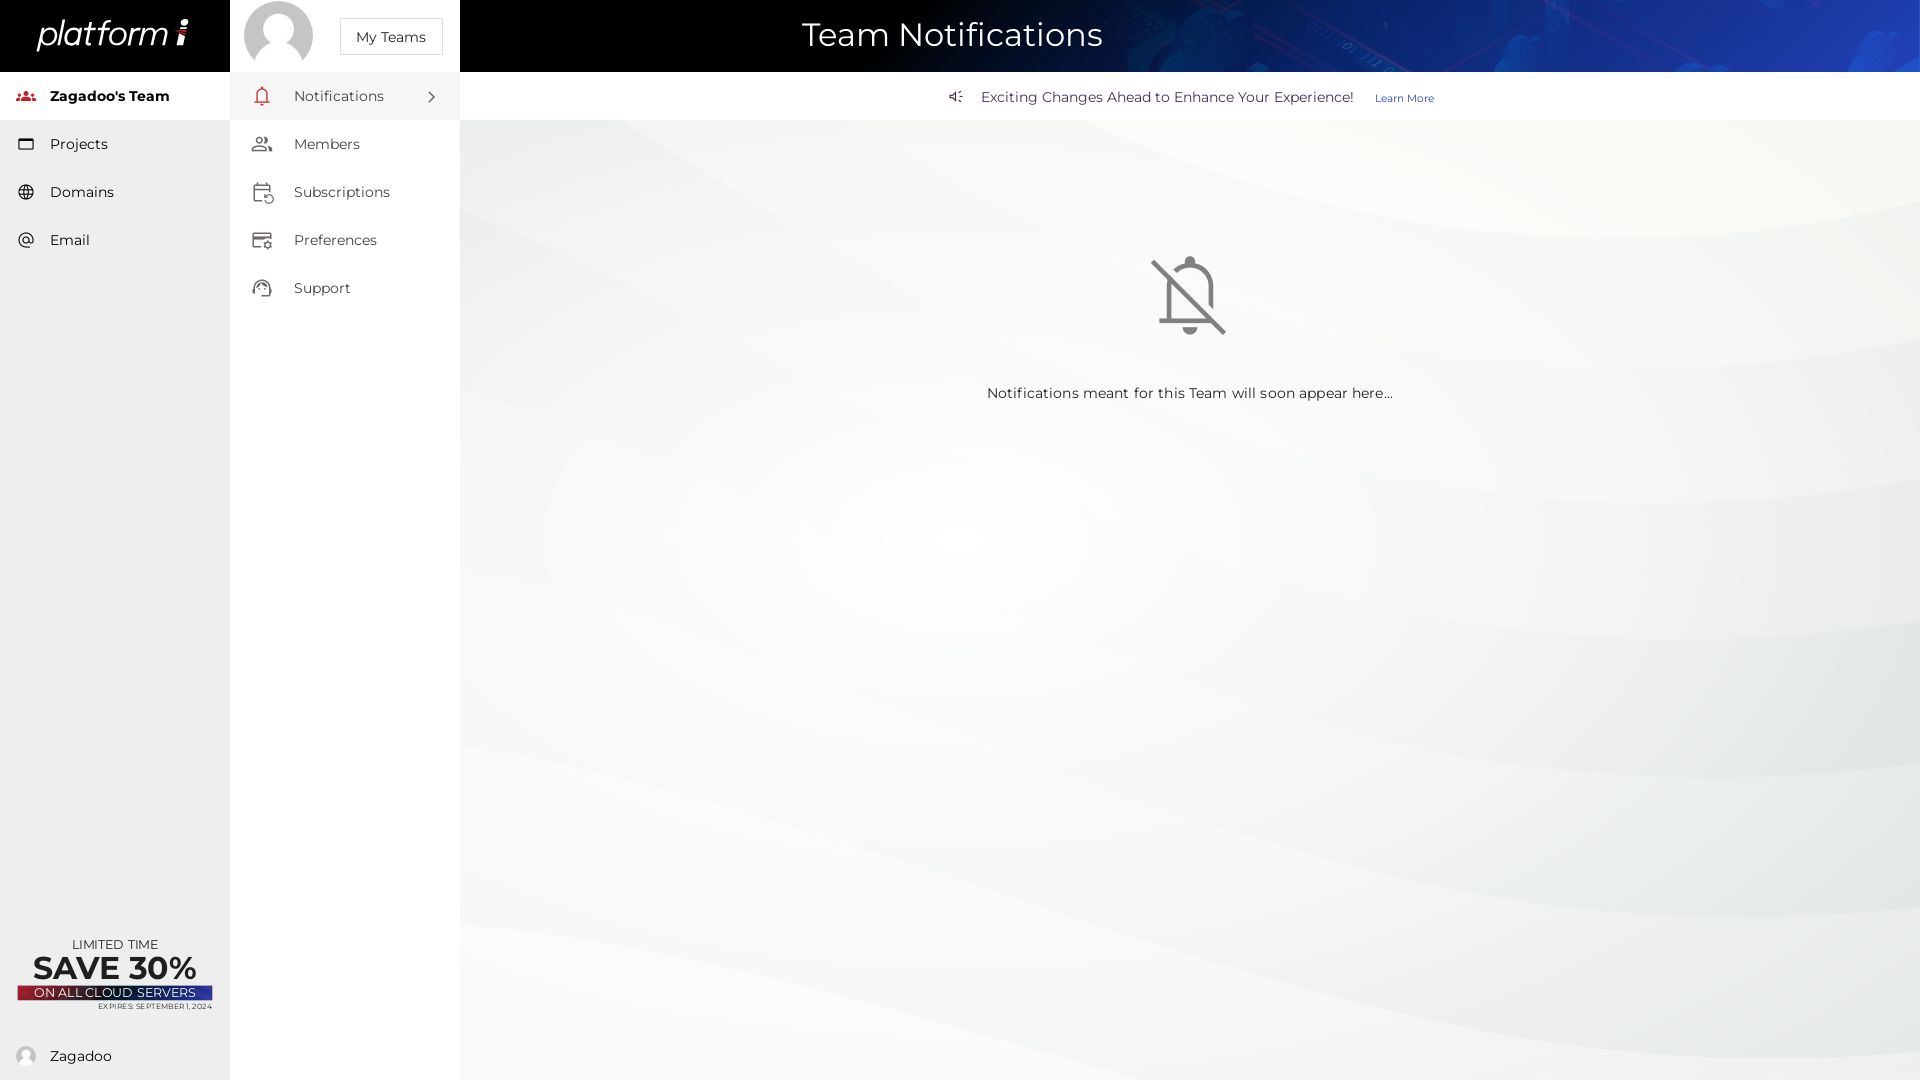 platform i
My Teams
Team Notifications
Zagadoo's Team
Notifications
Exciting Changes Ahead to Enhance Your Experience! Learn More
Projects
Members
Domains
Subscriptions
Email
Preferences
Support
Notifications meant for this Team will soon appear here...
LIMITED TIME
SAVE 30%
ON ALL CLOUD SERVERS
EXPIRES: SEPTEMBER 1, 2024
Zagadoo